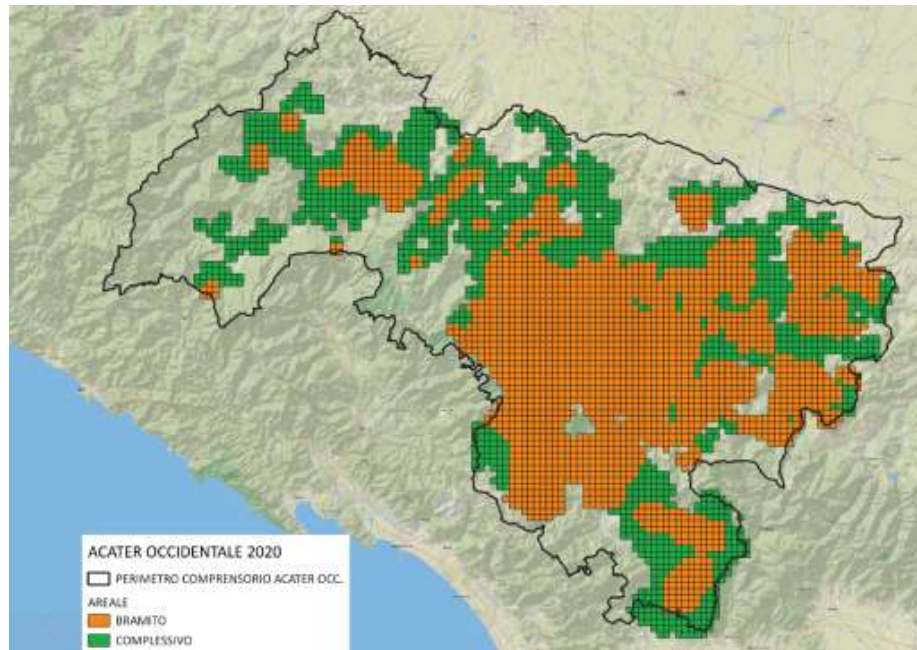 ACATER OCCIDENTALE 2020
PERIMETRO COMPRENSORIO ACATER OCC.
AREALE
BRAMITO
COMPLESSIVO